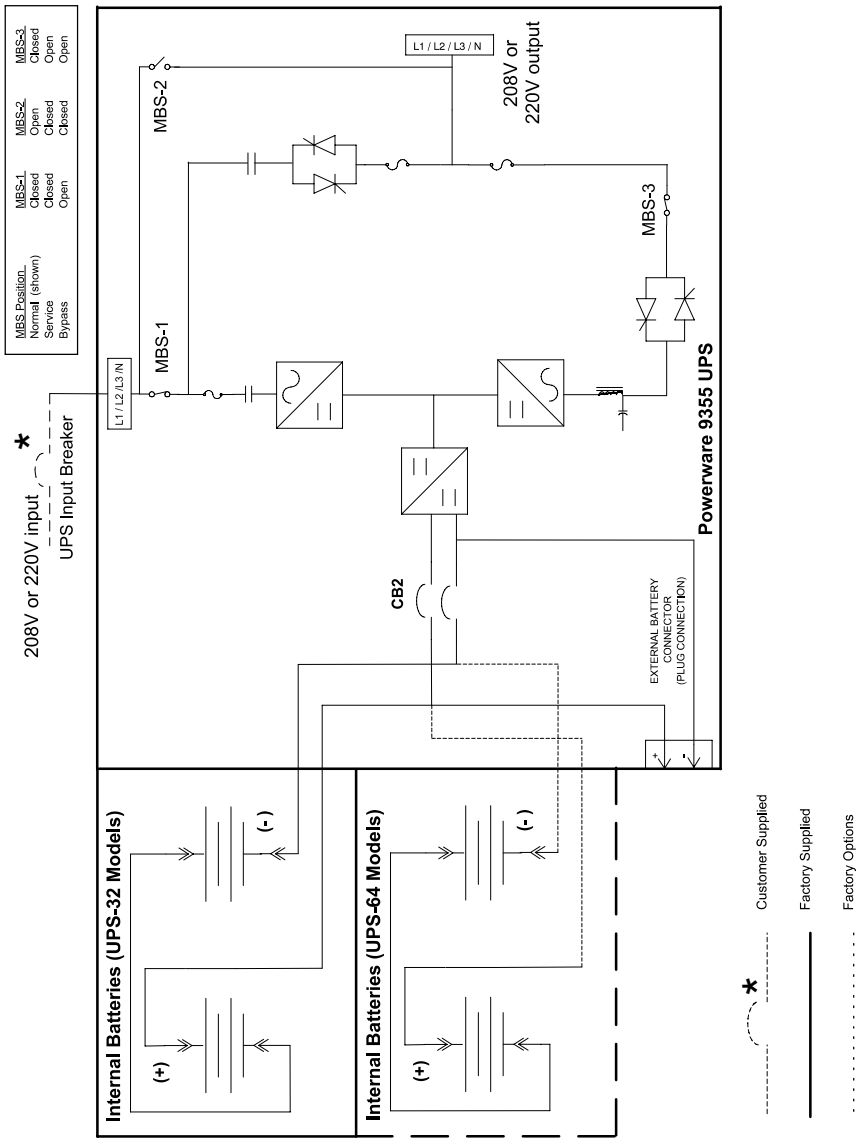 MBS Position MBS-1 MBS-2 MBS-3
Normal (shown) Closed Open Closed
Service Closed Closed Open
Bypass Open Closed Open
208V or 220V input
*
UPS Input Breaker
L1 / L2 /L3 /N
MBS-1
MBS-2
L1 / L2 / L3 / N
208V or
220V output
MBS-3
CB2
EXTERNAL BATTERY
CONNECTOR
(PLUG CONNECTION)
+
-
Powerware 9355 UPS
Internal Batteries (UPS-32 Models)
(+)
(-)
Internal Batteries (UPS-64 Models)
(+)
(-)
*
Customer Supplied
Factory Supplied
Factory Options